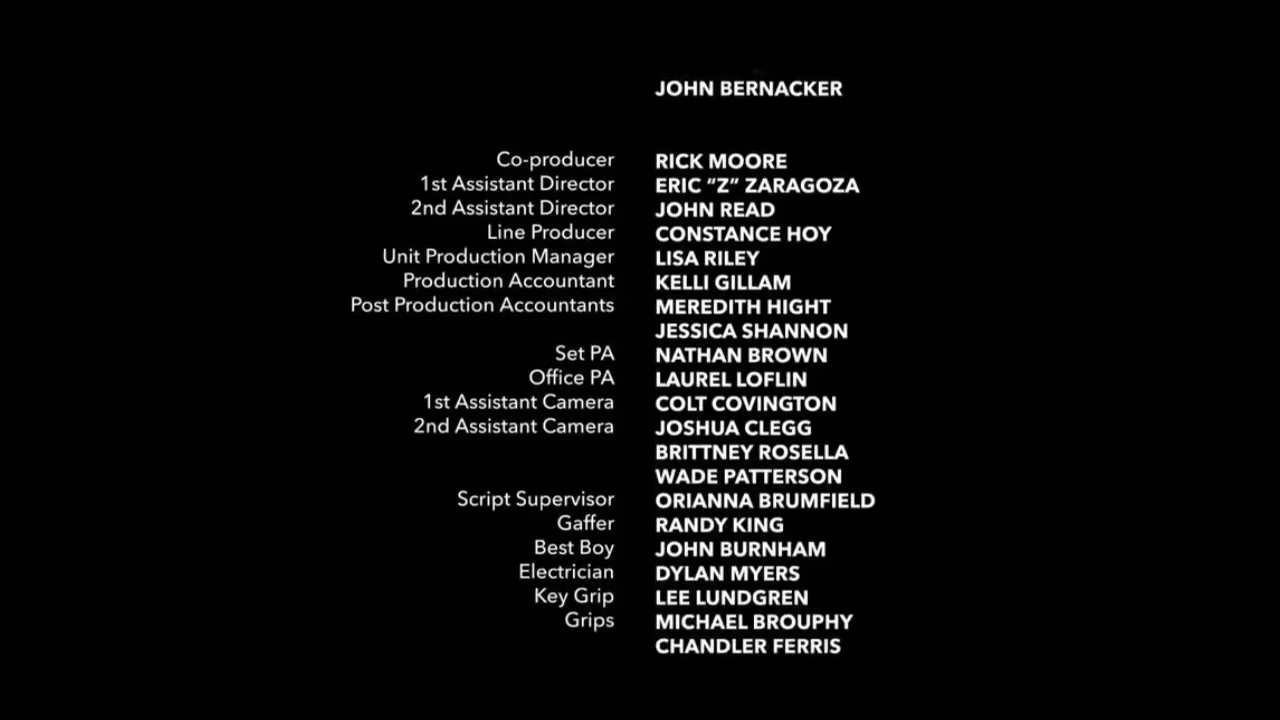 JOHN BERNACKER
Co-producer RICK MOORE
1st Assistant Director ERIC “Z” ZARAGOZA
2nd Assistant Director JOHN READ
Line Producer CONSTANCE HOY
Unit Production Manager LISA RILEY
Production Accountant KELLI GILLAM
Post Production Accountants MEREDITH HIGHT
JESSICA SHANNON
Set PA NATHAN BROWN
Office PA LAUREL LOFLIN
1st Assistant Camera COLT COVINGTON
2nd Assistant Camera JOSHUA CLEGG
BRITTNEY ROSELLA
WADE PATTERSON
Script Supervisor ORIANNA BRUMFIELD
Gaffer RANDY KING
Best Boy JOHN BURNHAM
Electrician DYLAN MYERS
Key Grip LEE LUNDGREN
Grips MICHAEL BROUPHY
CHANDLER FERRIS